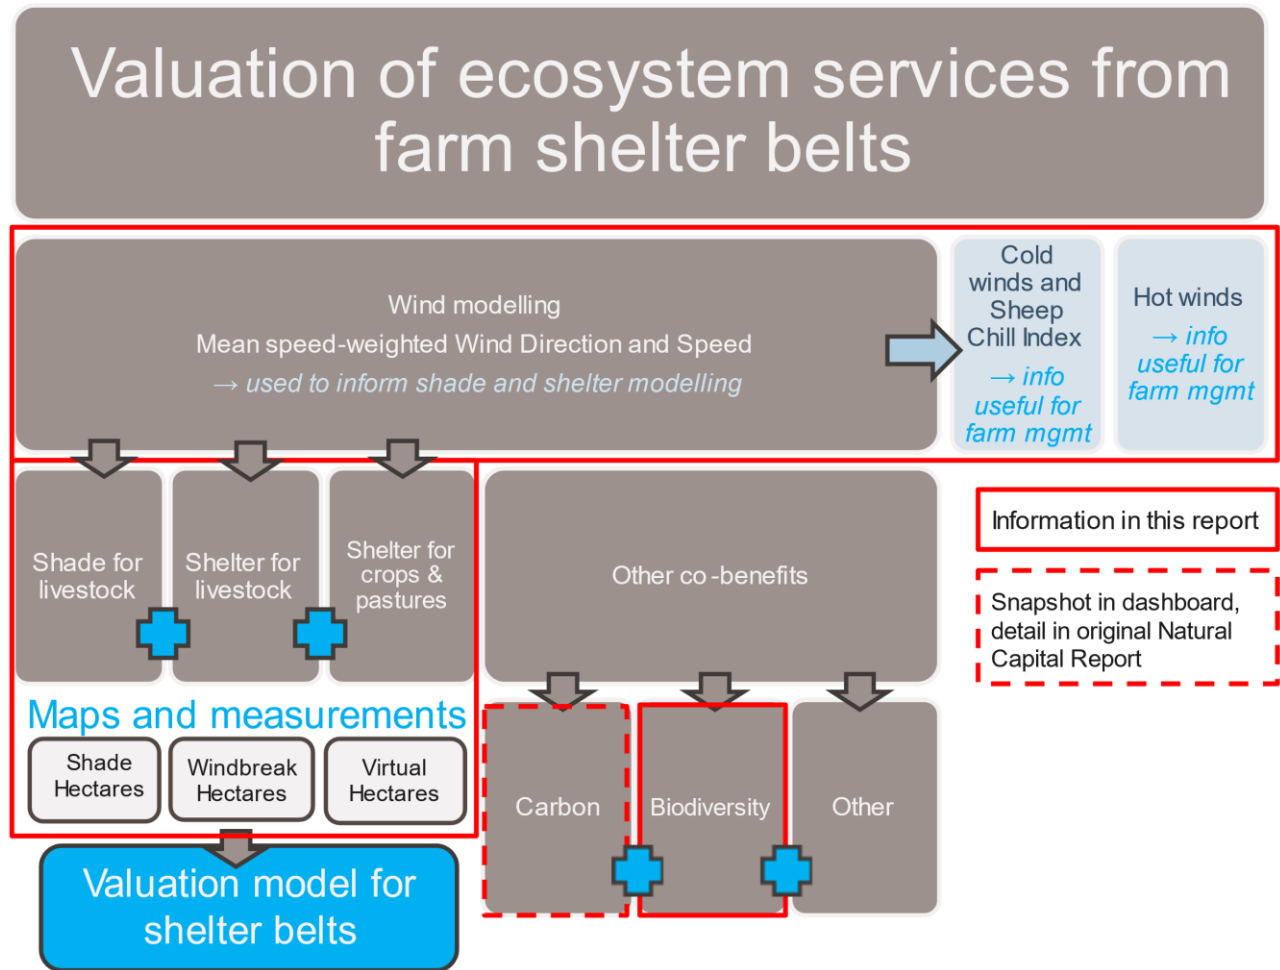 Valuation of ecosystem services from
farm shelter belts
Wind modelling
Mean speed-weighted Wind Direction and Speed
→ used to inform shade and shelter modelling
Cold
winds and
Sheep
Chill Index
→ info
useful for
farm mgmt
Hot winds
→ info
useful for
farm mgmt
Shade for
livestock
Shelter for
livestock
Shelter for
crops &
pastures
Other co -benefits
Information in this report
Snapshot in dashboard,
detail in original Natural
Capital Report
Maps and measurements
Shade
Hectares
Windbreak
Hectares
Virtual
Hectares
Carbon
Biodiversity
Other
Valuation model for
shelter belts